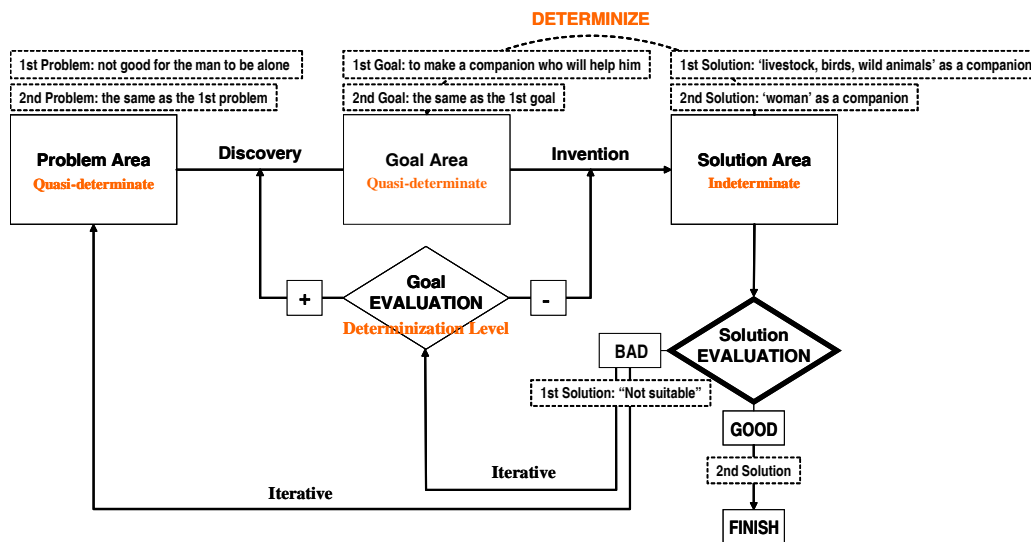 DETERMINIZE
1st Problem: not good for the man to be alone
1st Goal: to make a companion who will help him
1st Solution: ‘livestock, birds, wild animals’ as a companion
2nd Problem: the same as the 1st problem
2nd Goal: the same as the 1st goal
2nd Solution: ‘woman’ as a companion
Problem Area
Quasi-determinate
Discovery
Goal Area
Quasi-determinate
Invention
Solution Area
Indeterminate
Goal
EVALUATION
Determinization Level
+
-
Solution
EVALUATION
BAD
1st Solution: “Not suitable”
GOOD
2nd Solution
Iterative
Iterative
FINISH